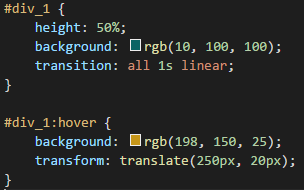 #div_1 {
    height: 50%;
    background: rgb(10, 100, 100);
    transition: all 1s linear;
}

#div_1:hover {
    background: rgb(198, 150, 25);
    transform: translate(250px, 20px);
}